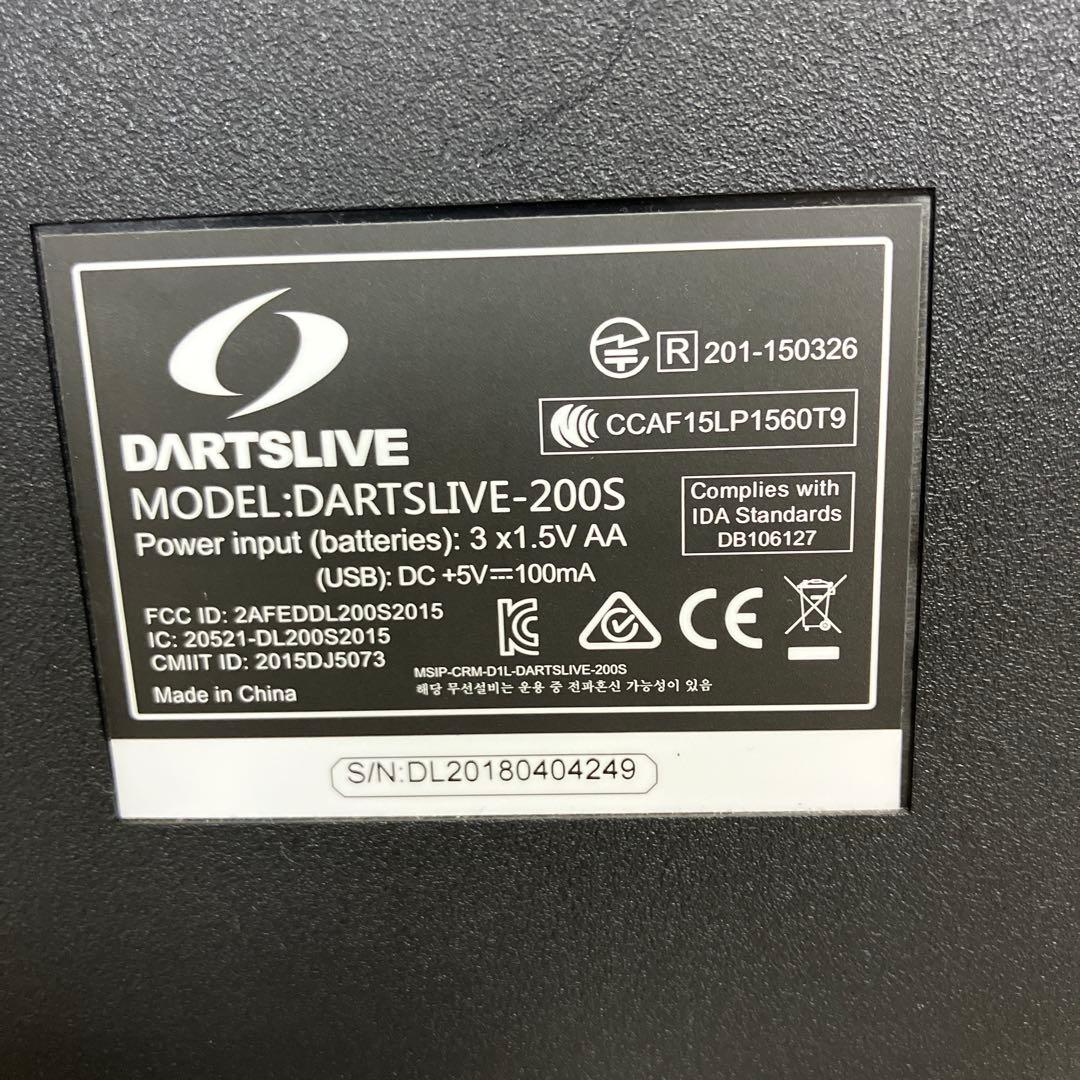 DARTSLIVE
MODEL:DARTSLIVE-200S
Power input (batteries): 3 x1.5V AA
(USB): DC +5V⎓100mA
FCC ID: 2AFEDDL200S2015
IC: 20521-DL200S2015
CMIIT ID: 2015DJ5073
Made in China
R 201-150326
CCAF15LP1560T9
Complies with
IDA Standards
DB106127
CE
MSIP-CRM-D1L-DARTSLIVE-200S
해당 무선설비는 운용 중 전파혼신 가능성이 있음
S/N:DL20180404249